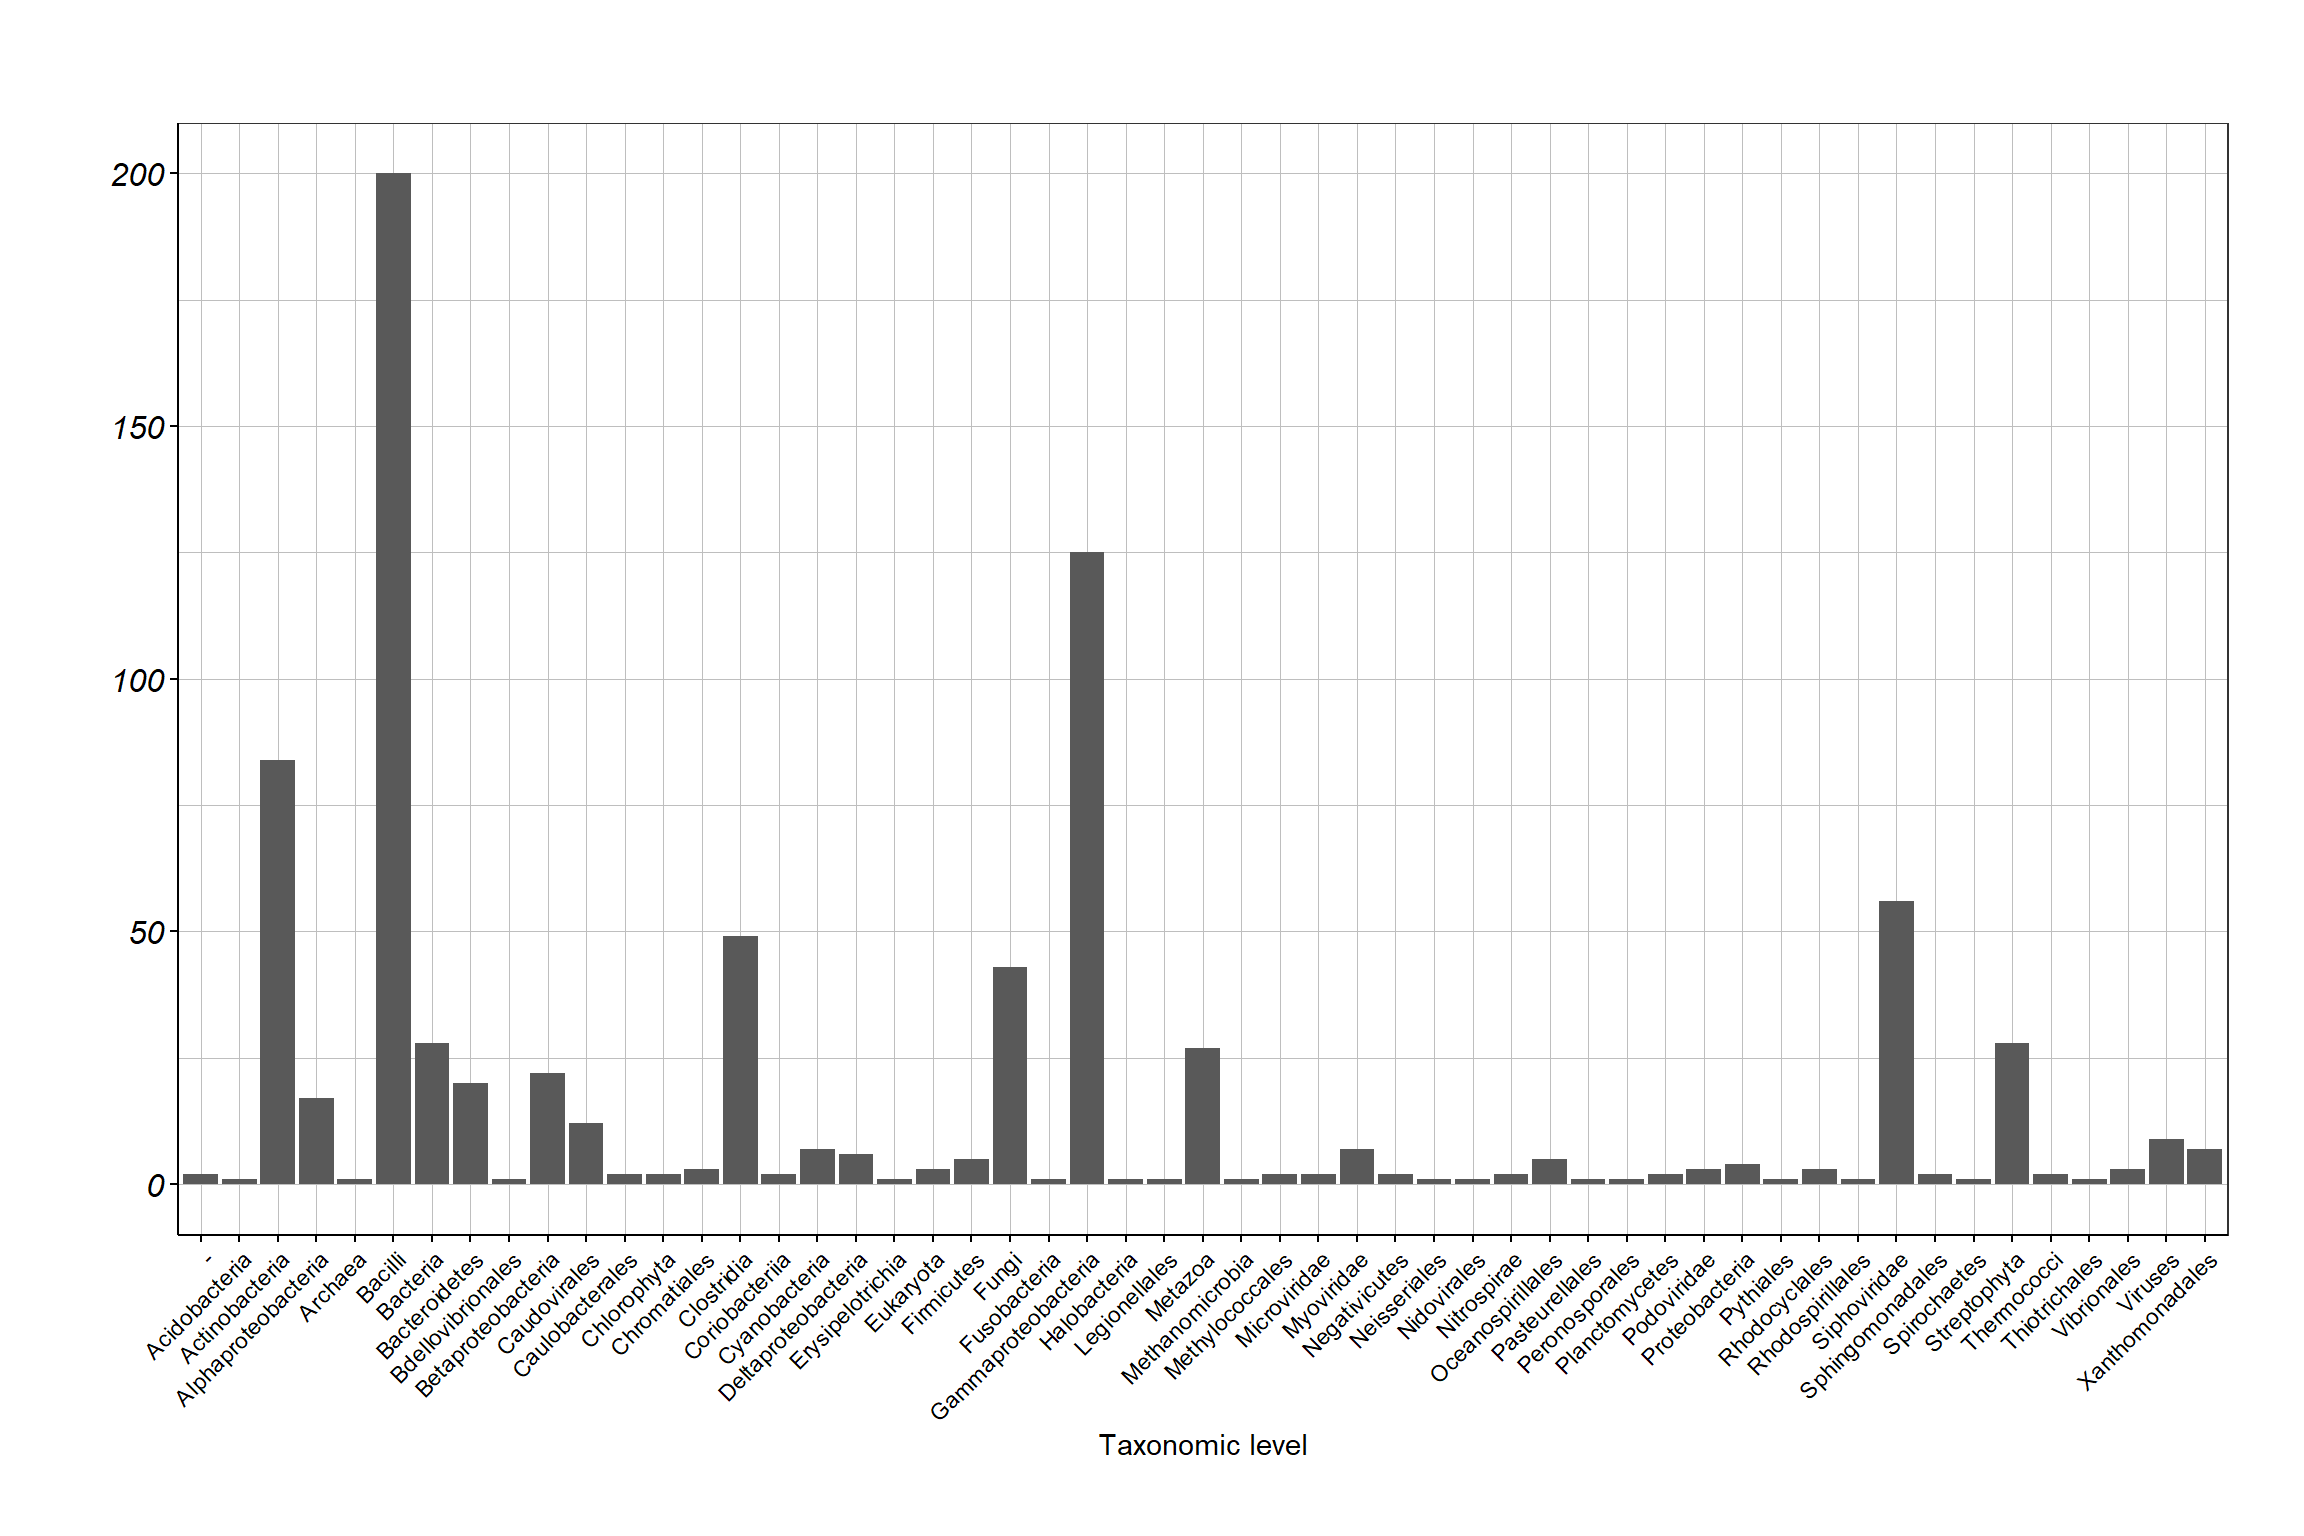 200
150
100
50
0
-
Acidobacteria
Actinobacteria
Alphaproteobacteria
Archaea
Bacilli
Bacteria
Bacteroidetes
Bdellovibrionales
Betaproteobacteria
Caudovirales
Caulobacterales
Chlorophyta
Chromatiales
Clostridia
Coriobacteriia
Cyanobacteria
Deltaproteobacteria
Erysipelotrichia
Eukaryota
Firmicutes
Fungi
Fusobacteria
Gammaproteobacteria
Halobacteria
Legionellales
Metazoa
Methanomicrobia
Methylococcales
Microviridae
Myoviridae
Negativicutes
Neisseriales
Nidovirales
Nitrospirae
Oceanospirillales
Pasteurellales
Peronosporales
Planctomycetes
Podoviridae
Proteobacteria
Pythiales
Rhodocyclales
Rhodospirillales
Siphoviridae
Sphingomonadales
Spirochaetes
Streptophyta
Thermococci
Thiotrichales
Vibrionales
Viruses
Xanthomonadales
Taxonomic level